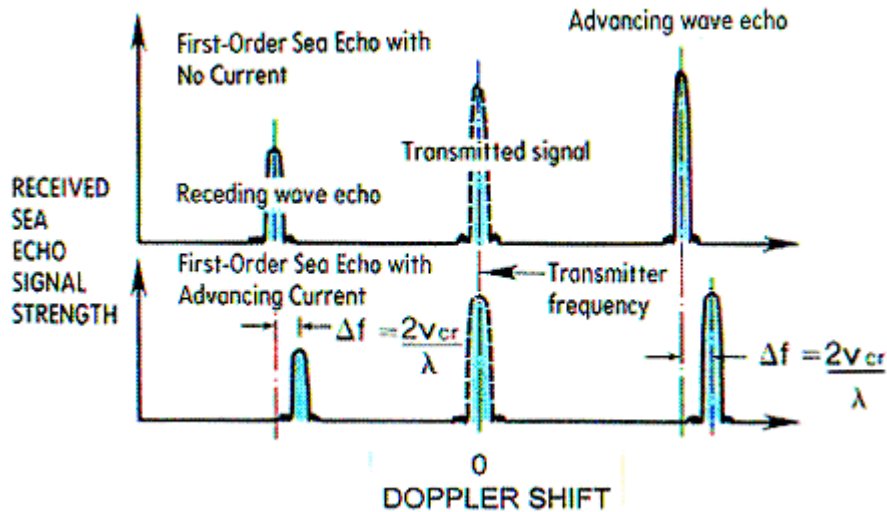 Advancing wave echo
First-Order Sea Echo with
No Current
Transmitted signal
Receding wave echo
RECEIVED
SEA
ECHO
SIGNAL
STRENGTH
First-Order Sea Echo with
Advancing Current
Transmitter
frequency
Δf = 2vcr
λ
Δf = 2vcr
λ
0
DOPPLER SHIFT